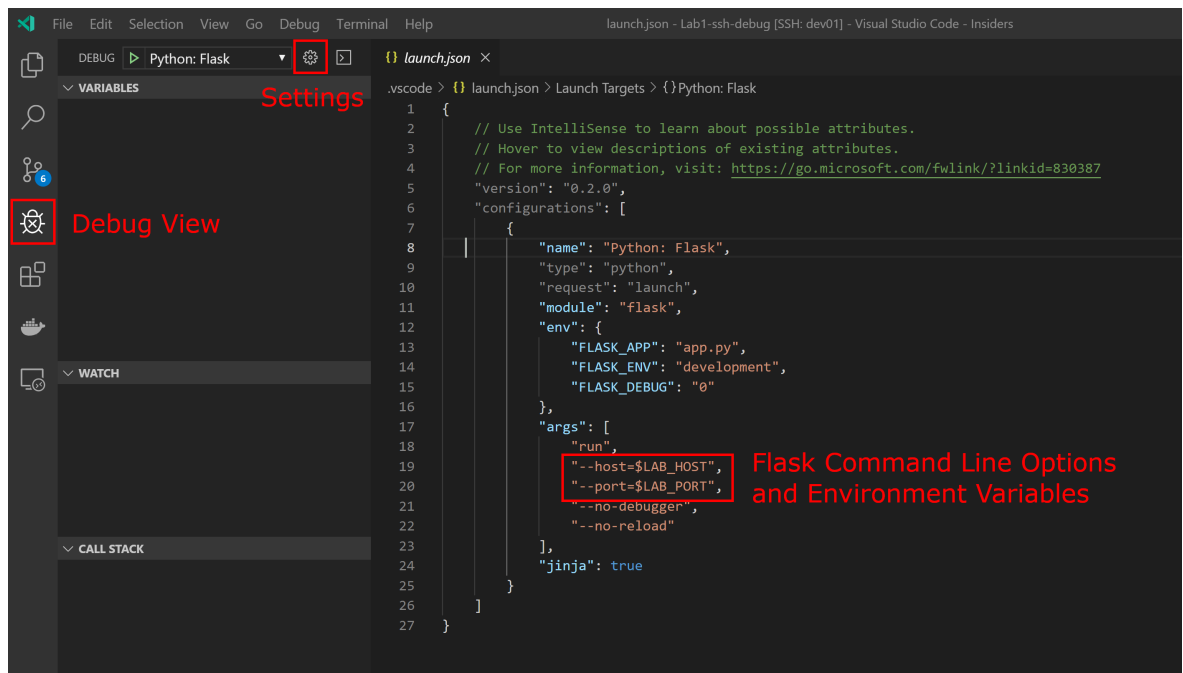 File Edit Selection View Go Debug Terminal Help launch.json - Lab1-ssh-debug [SSH: dev01] - Visual Studio Code - Insiders
DEBUG Python: Flask
VARIABLES
Settings
6
Debug View
WATCH
CALL STACK
{} launch.json ×
.vscode > {} launch.json > Launch Targets > {}Python: Flask
1 {
2 // Use IntelliSense to learn about possible attributes.
3 // Hover to view descriptions of existing attributes.
4 // For more information, visit: https://go.microsoft.com/fwlink/?linkid=830387
5 "version": "0.2.0",
6 "configurations": [
7 {
8 "name": "Python: Flask",
9 "type": "python",
10 "request": "launch",
11 "module": "flask",
12 "env": {
13 "FLASK_APP": "app.py",
14 "FLASK_ENV": "development",
15 "FLASK_DEBUG": "0"
16 },
17 "args": [
18 "run",
19 "--host=$LAB_HOST",
20 "--port=$LAB_PORT",
21 "--no-debugger",
22 "--no-reload"
23 ],
24 "jinja": true
25 }
26 ]
27 }
Flask Command Line Options
and Environment Variables